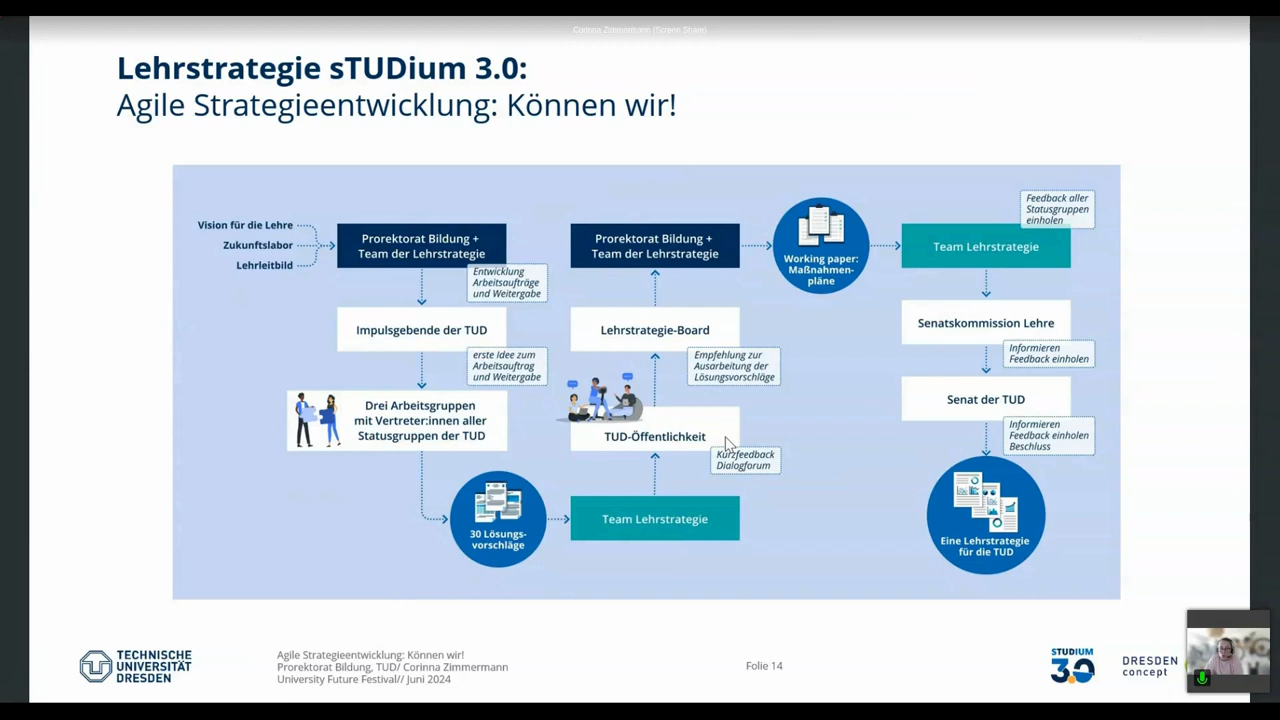 Corinna Zimmermann (Screen Share)
Lehrstrategie sTUDium 3.0:
Agile Strategieentwicklung: Können wir!
Vision für die Lehre
Zukunftslabor
Lehrleitbild
Prorektorat Bildung +
Team der Lehrstrategie
Entwicklung
Arbeitsaufträge
und Weitergabe
Impulsgebende der TUD
erste Idee zum
Arbeitsauftrag
und Weitergabe
Drei Arbeitsgruppen
mit Vertreter:innen aller
Statusgruppen der TUD
30 Lösungs-
vorschläge
Team Lehrstrategie
Kurzfeedback
Dialogforum
TUD-Öffentlichkeit
Empfehlung zur
Ausarbeitung der
Lösungsvorschläge
Lehrstrategie-Board
Prorektorat Bildung +
Team der Lehrstrategie
Working paper:
Maßnahmen-
pläne
Feedback aller
Statusgruppen
einholen
Team Lehrstrategie
Senatskommission Lehre
Informieren
Feedback einholen
Senat der TUD
Informieren
Feedback einholen
Beschluss
Eine Lehrstrategie
für die TUD
TECHNISCHE
UNIVERSITÄT
DRESDEN
Agile Strategieentwicklung: Können wir!
Prorektorat Bildung, TUD/ Corinna Zimmermann
University Future Festival// Juni 2024
Folie 14
STUDIUM
3.0
DRESDEN
concept